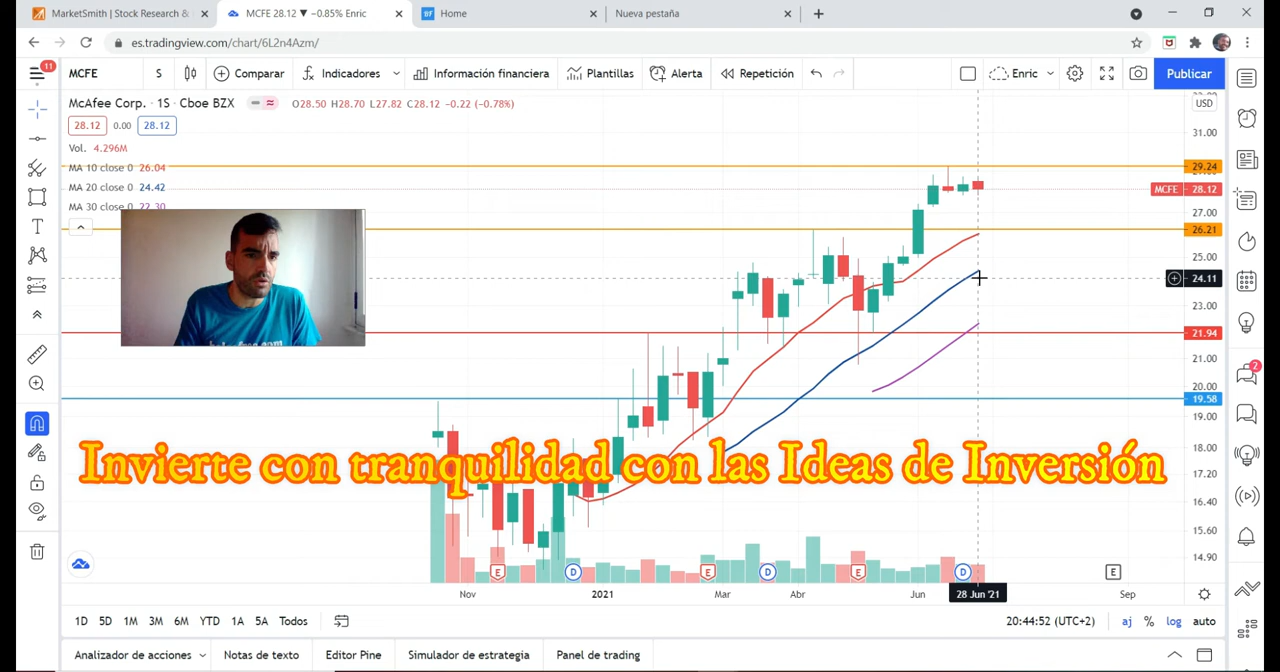 MarketSmith | Stock Research &
MCFE 28.12 ▼ −0.85% Enric
Home
Nueva pestaña
es.tradingview.com/chart/6L2n4Azm/
11
MCFE
S
Comparar
Indicadores
Información financiera
Plantillas
Alerta
Repetición
Enric
Publicar
McAfee Corp. · 1S · Cboe BZX
O28.50 H28.70 L27.82 C28.12 −0.22 (−0.78%)
USD
28.12
0.00
28.12
31.00
Vol. 4.296M
MA 10 close 0 26.04
29.24
MA 20 close 0 24.42
MCFE 28.12
MA 30 close 0 22.30
27.00
26.21
25.00
24.11
23.00
21.94
21.00
2
20.00
19.58
19.00
18.00
Invierte con tranquilidad con las Ideas de Inversión
17.20
16.40
15.60
14.90
E
D
E
D
E
D
E
Nov
2021
Mar
Abr
Jun
28 Jun '21
Sep
1D 5D 1M 3M 6M YTD 1A 5A Todos
20:44:52 (UTC+2)
aj % log auto
Analizador de acciones
Notas de texto
Editor Pine
Simulador de estrategia
Panel de trading